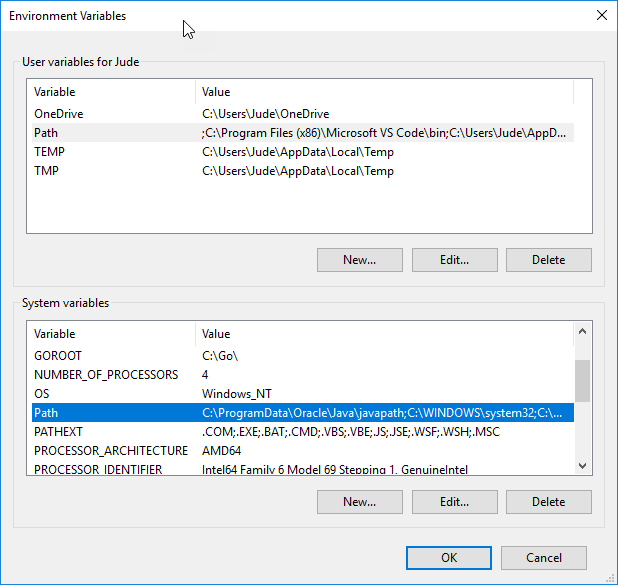 Environment Variables
User variables for Jude
Variable Value
OneDrive C:\Users\Jude\OneDrive
Path ;C:\Program Files (x86)\Microsoft VS Code\bin;C:\Users\Jude\AppD...
TEMP C:\Users\Jude\AppData\Local\Temp
TMP C:\Users\Jude\AppData\Local\Temp
New... Edit... Delete
System variables
Variable Value
GOROOT C:\Go\
NUMBER_OF_PROCESSORS 4
OS Windows_NT
Path C:\ProgramData\Oracle\Java\javapath;C:\WINDOWS\system32;C:\...
PATHEXT .COM;.EXE;.BAT;.CMD;.VBS;.VBE;.JS;.JSE;.WSF;.WSH;.MSC
PROCESSOR_ARCHITECTURE AMD64
PROCESSOR_IDENTIFIER Intel64 Family 6 Model 69 Stepping 1, GenuineIntel
New... Edit... Delete
OK Cancel